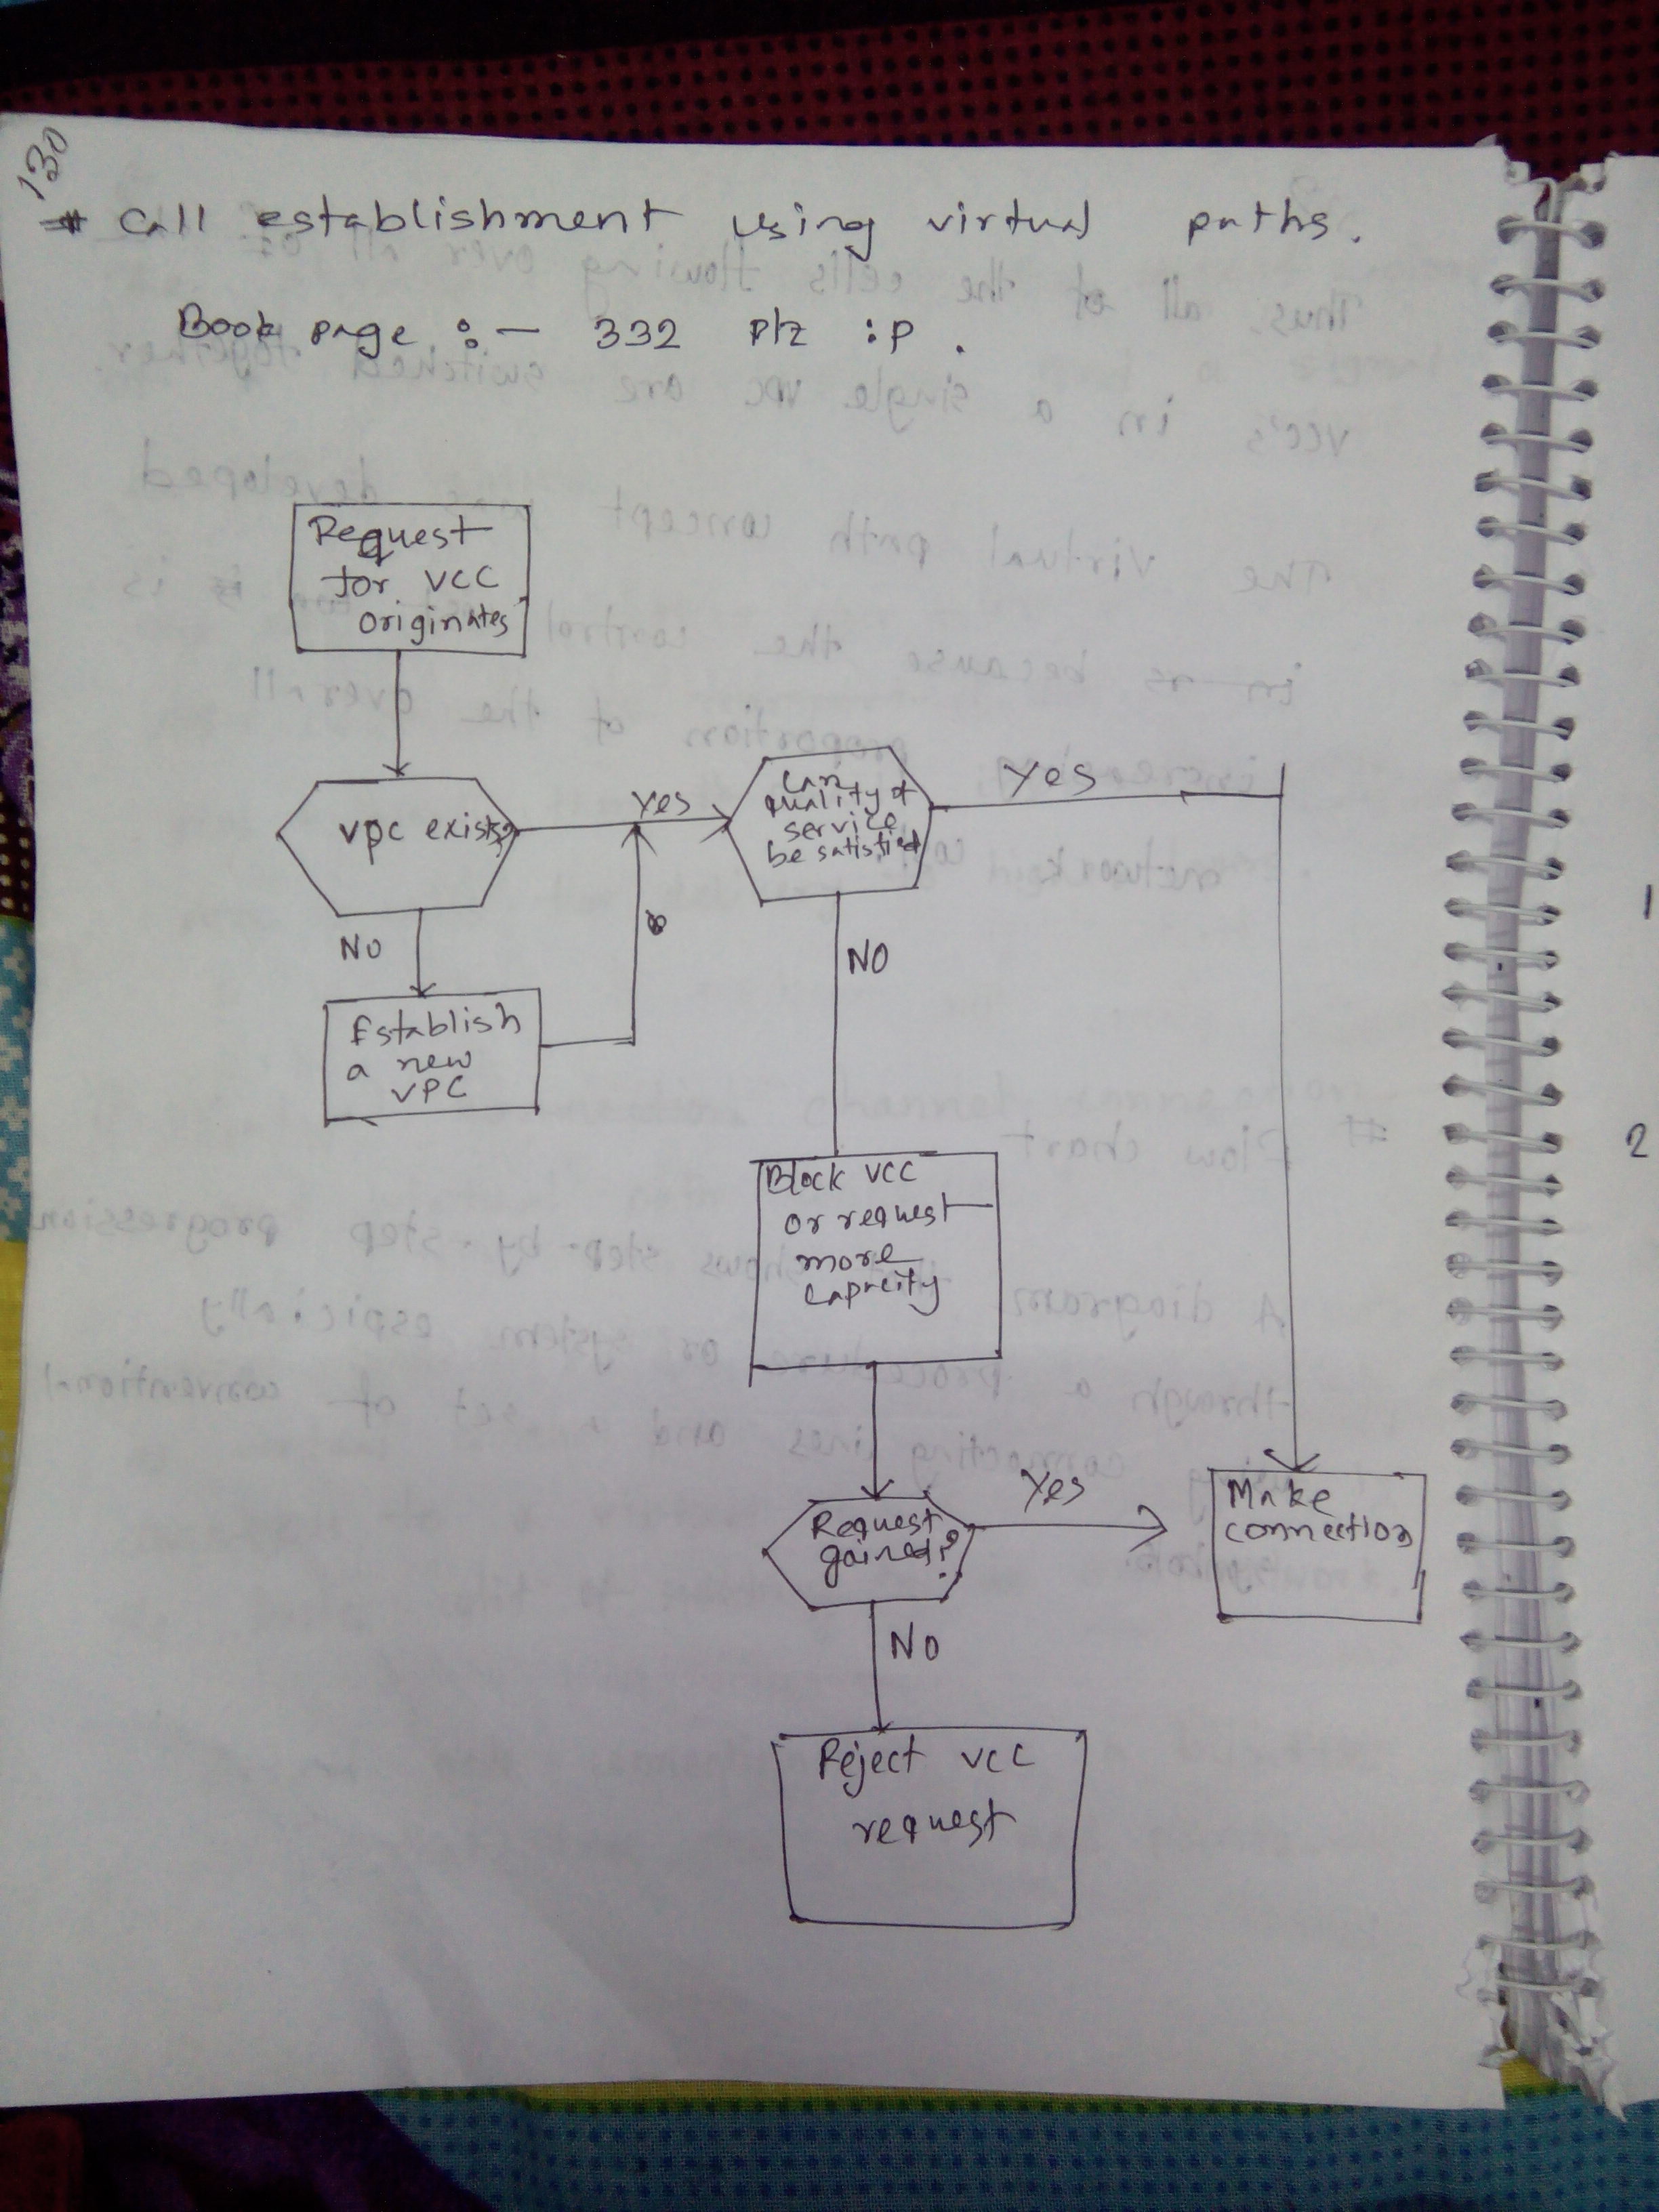 130
# Call establishment using virtual paths.
Book page :- 332 plz :p .
Request
for VCC
originates
vpc exists?
Yes
Can
quality of
service
be satisfied
Yes
NO
NO
Establish
a new
VPC
Block VCC
or request
more
capacity
Request
gained?
Yes
Make
connection
NO
Reject VCC
request
1
2